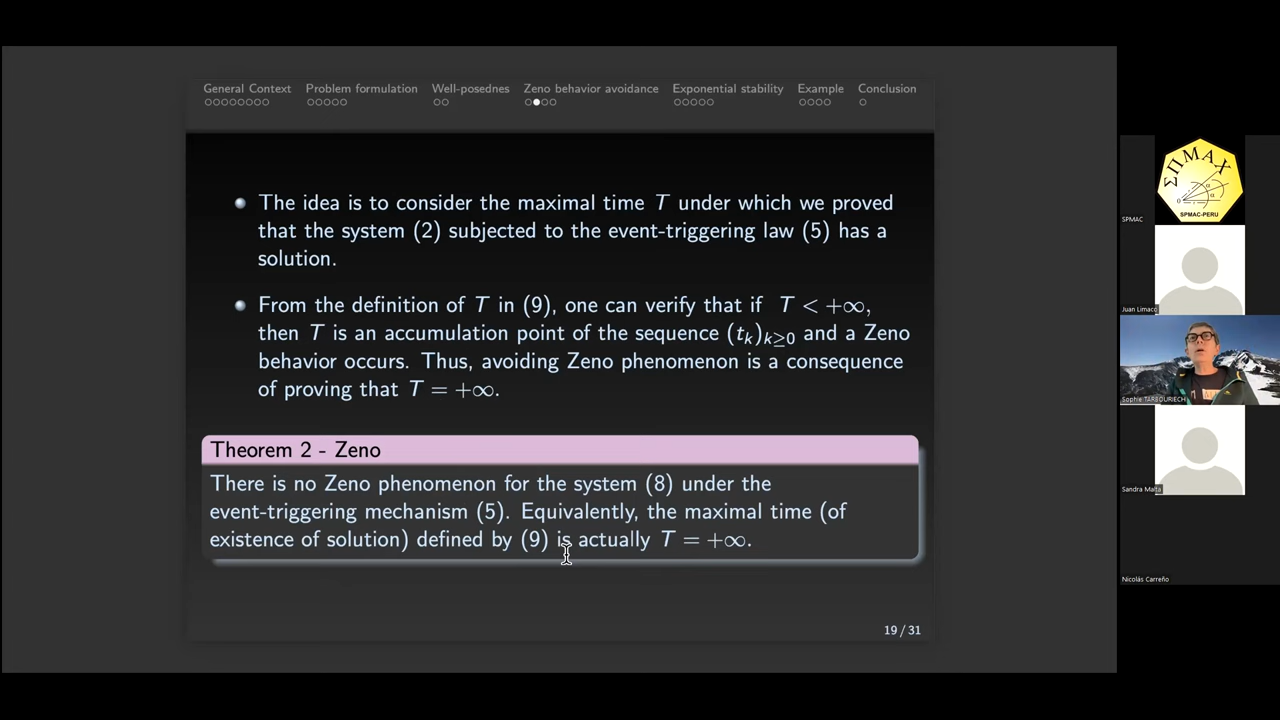 General Context Problem formulation Well-posednes Zeno behavior avoidance Exponential stability Example Conclusion
The idea is to consider the maximal time T under which we proved
that the system (2) subjected to the event-triggering law (5) has a
solution.
From the definition of T in (9), one can verify that if T < +∞,
then T is an accumulation point of the sequence (t_k)_{k≥0} and a Zeno
behavior occurs. Thus, avoiding Zeno phenomenon is a consequence
of proving that T = +∞.
Theorem 2 - Zeno
There is no Zeno phenomenon for the system (8) under the
event-triggering mechanism (5). Equivalently, the maximal time (of
existence of solution) defined by (9) is actually T = +∞.
19 / 31
ΣΠMAX
SPMAC-PERU
SPMAC
Juan Limaco
Sophie TARBOURIECH
Sandra Malta
Nicolás Carreño